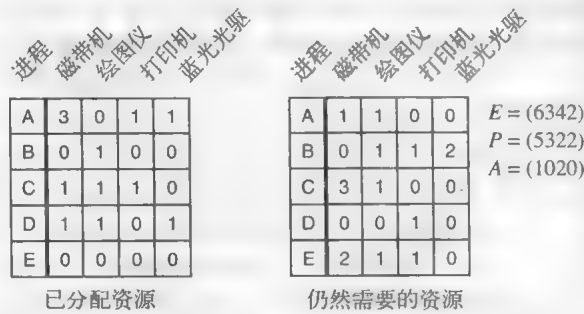 进程 磁带机 绘图仪 打印机 蓝光光驱
A 3 0 1 1
B 0 1 0 0
C 1 1 1 0
D 1 1 0 1
E 0 0 0 0
已分配资源
进程 磁带机 绘图仪 打印机 蓝光光驱
A 1 1 0 0
B 0 1 1 2
C 3 1 0 0
D 0 0 1 0
E 2 1 1 0
仍然需要的资源
E = (6342)
P = (5322)
A = (1020)